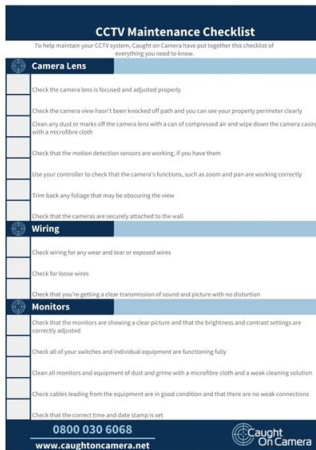 CCTV Maintenance Checklist
To help maintain your CCTV system, Caught on Camera have put together this checklist of
everything you need to know.
Camera Lens
Check the camera lens is focused and adjusted properly
Check the camera view hasn't been knocked off path and you can see your property perimeter clearly
Clean any dust or marks off the camera lens with a can of compressed air and wipe down the camera casing
with a microfibre cloth
Check that the motion detection sensors are working, if you have them
Use your controller to check that the camera's functions, such as zoom and pan are working correctly
Trim back any foliage that may be obscuring the view
Check that the cameras are securely attached to the wall
Wiring
Check wiring for any wear and tear or exposed wires
Check for loose wires
Check that you're getting a clear transmission of sound and picture with no distortion
Monitors
Check that the monitors are showing a clear picture and that the brightness and contrast settings are
correctly adjusted
Check all of your switches and individual equipment are functioning fully
Clean all monitors and equipment of dust and grime with a microfibre cloth and a weak cleaning solution
Check cables leading from the equipment are in good condition and that there are no weak connections
Check that the correct time and date stamp is set
0800 030 6068
www.caughtoncamera.net
Caught
On Camera